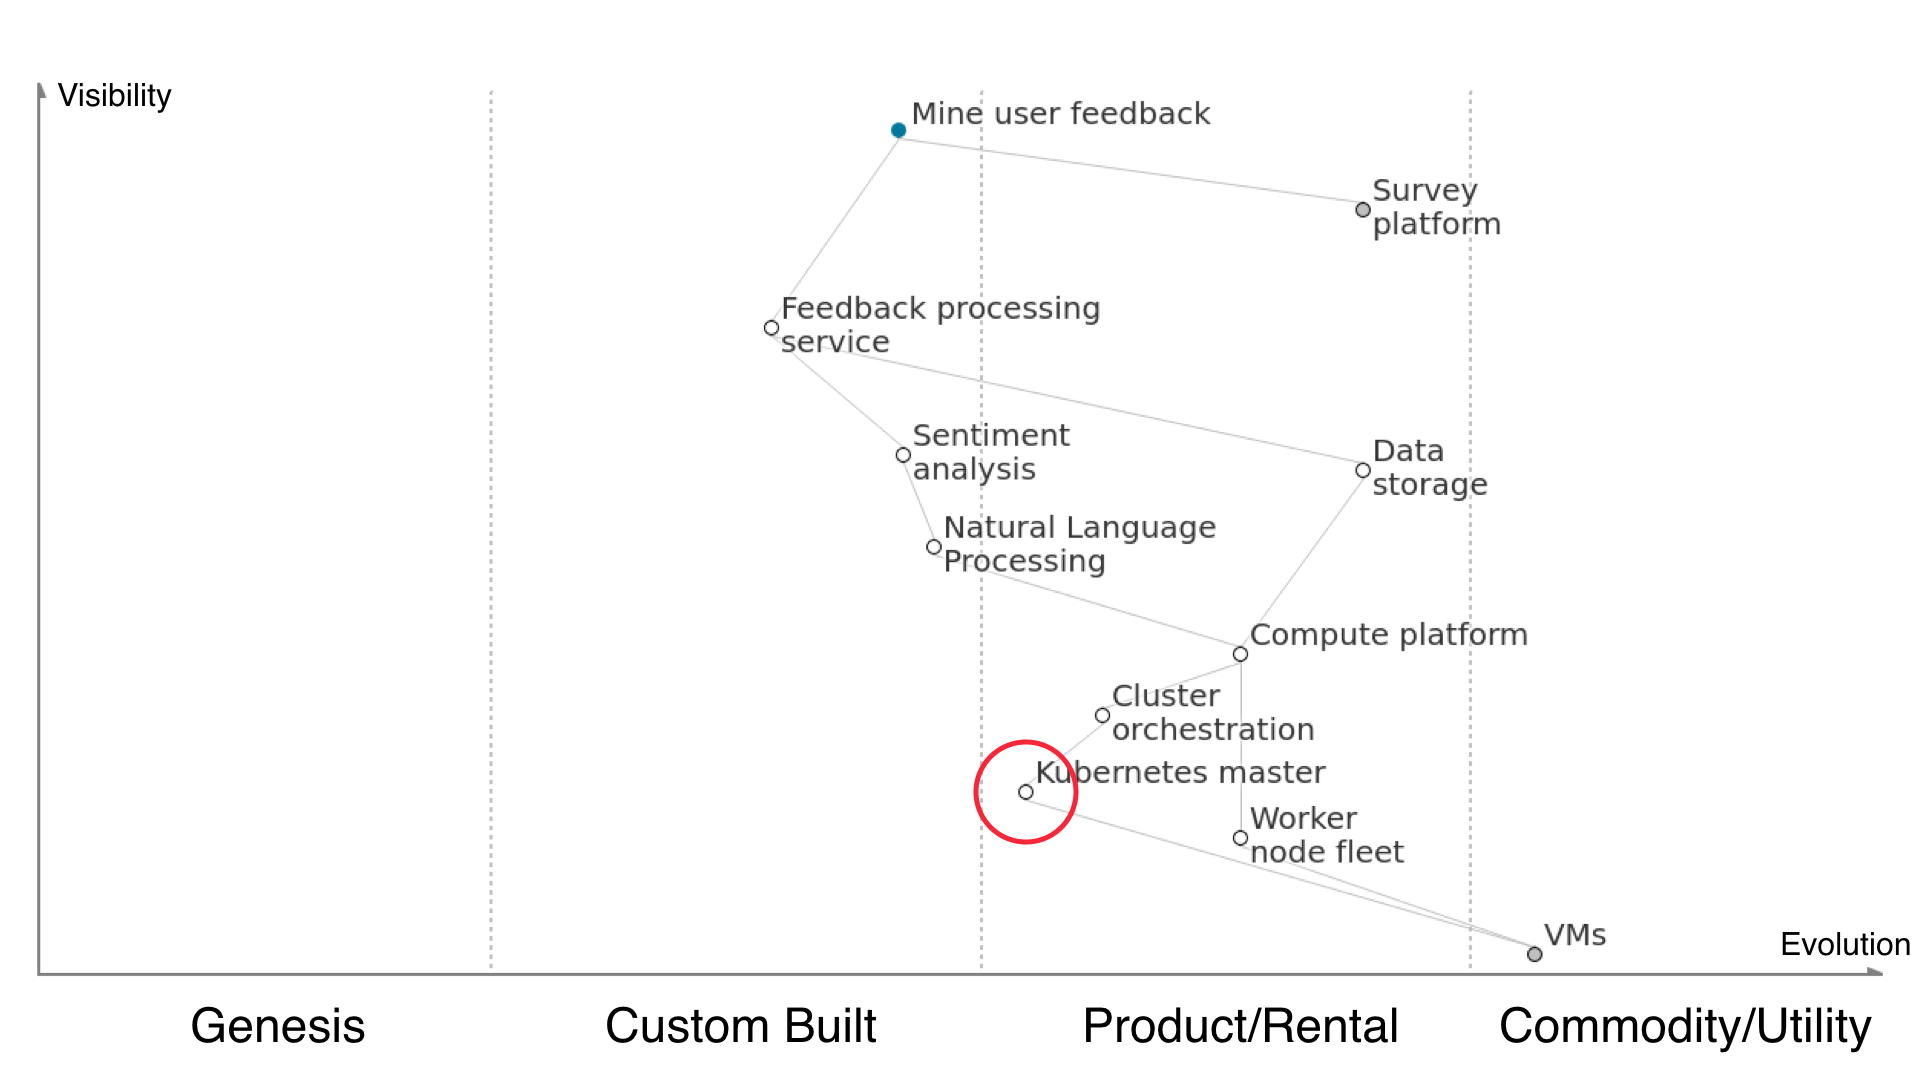 Visibility
Mine user feedback
Survey
platform
Feedback processing
service
Sentiment
analysis
Data
storage
Natural Language
Processing
Compute platform
Cluster
orchestration
Kubernetes master
Worker
node fleet
VMs
Evolution
Genesis
Custom Built
Product/Rental
Commodity/Utility